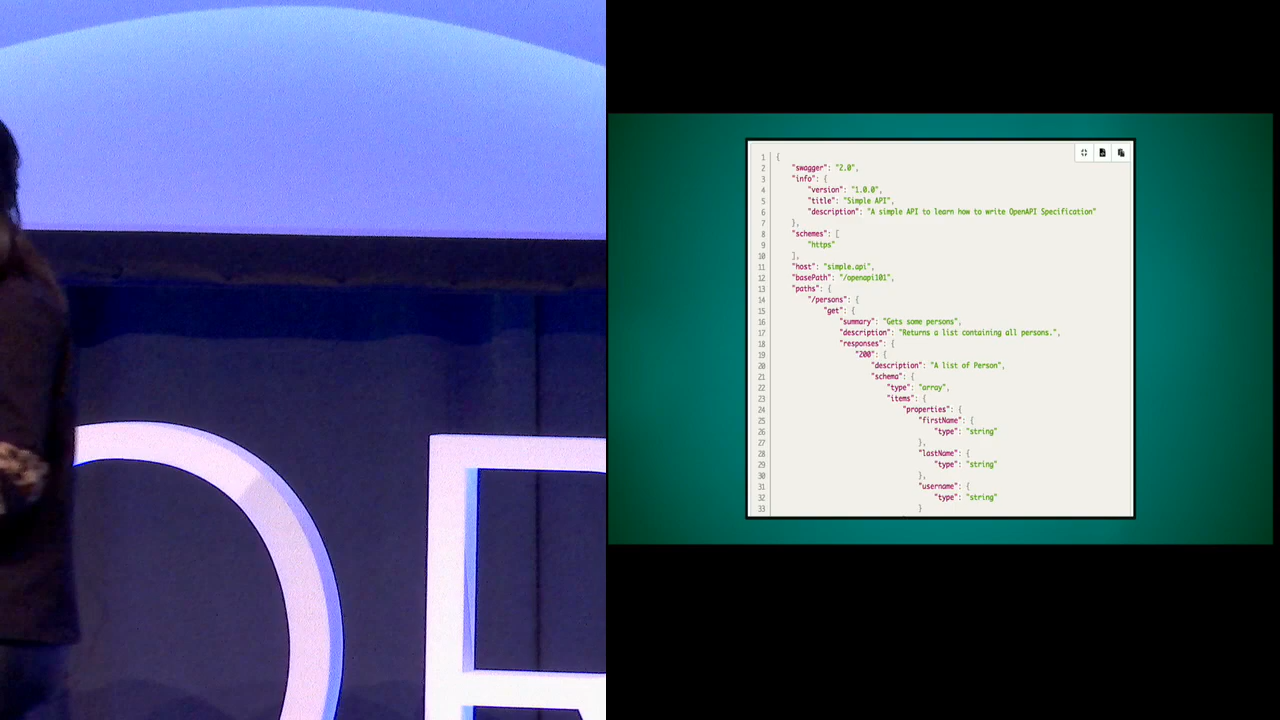 OR
1 {
2 "swagger": "2.0",
3 "info": {
4 "version": "1.0.0",
5 "title": "Simple API",
6 "description": "A simple API to learn how to write OpenAPI Specification"
7 },
8 "schemes": [
9 "https"
10 ],
11 "host": "simple.api",
12 "basePath": "/openapi101",
13 "paths": {
14 "/persons": {
15 "get": {
16 "summary": "Gets some persons",
17 "description": "Returns a list containing all persons.",
18 "responses": {
19 "200": {
20 "description": "A list of Person",
21 "schema": {
22 "type": "array",
23 "items": {
24 "properties": {
25 "firstName": {
26 "type": "string"
27 },
28 "lastName": {
29 "type": "string"
30 },
31 "username": {
32 "type": "string"
33 }